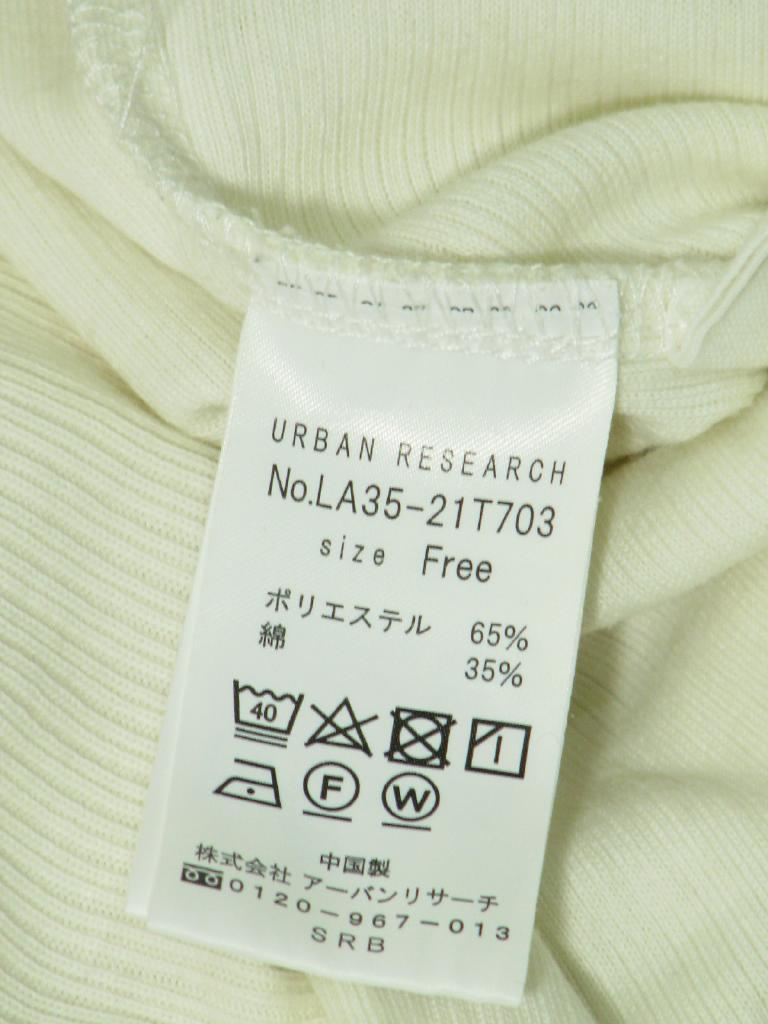 URBAN RESEARCH
No.LA35-21T703
size Free
ポリエステル 65%
綿 35%
40
F W
中国製
株式会社 アーバンリサーチ
0120-967-013
SRB